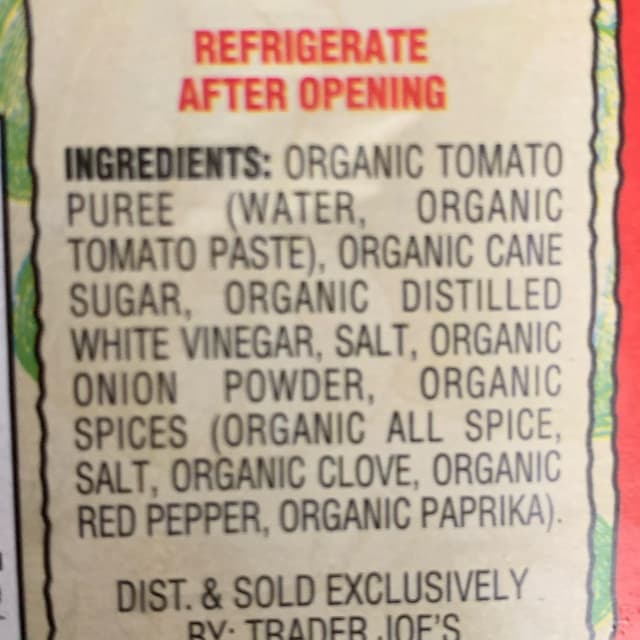 REFRIGERATE
AFTER OPENING
INGREDIENTS: ORGANIC TOMATO
PUREE (WATER, ORGANIC
TOMATO PASTE), ORGANIC CANE
SUGAR, ORGANIC DISTILLED
WHITE VINEGAR, SALT, ORGANIC
ONION POWDER, ORGANIC
SPICES (ORGANIC ALL SPICE,
SALT, ORGANIC CLOVE, ORGANIC
RED PEPPER, ORGANIC PAPRIKA).
DIST. & SOLD EXCLUSIVELY
BY: TRADER JOE'S